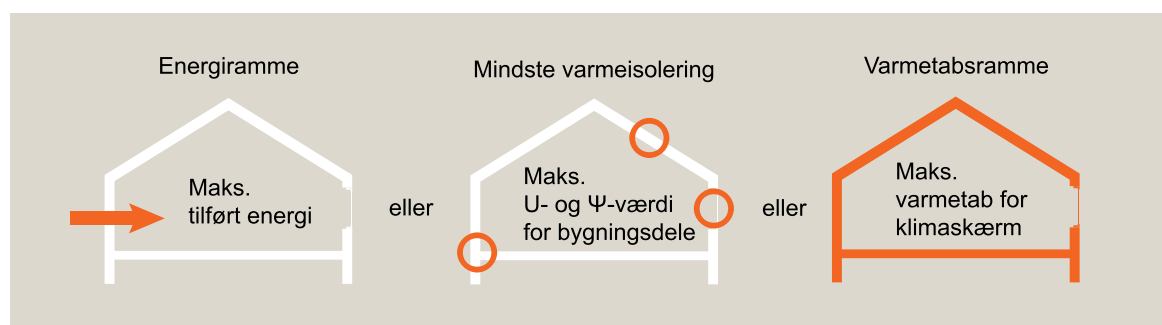 Energiramme
Maks.
tilført energi
eller
Mindste varmeisolering
Maks.
U- og Ψ-værdi
for bygningsdele
eller
Varmetabsramme
Maks.
varmetab for
klimaskærm